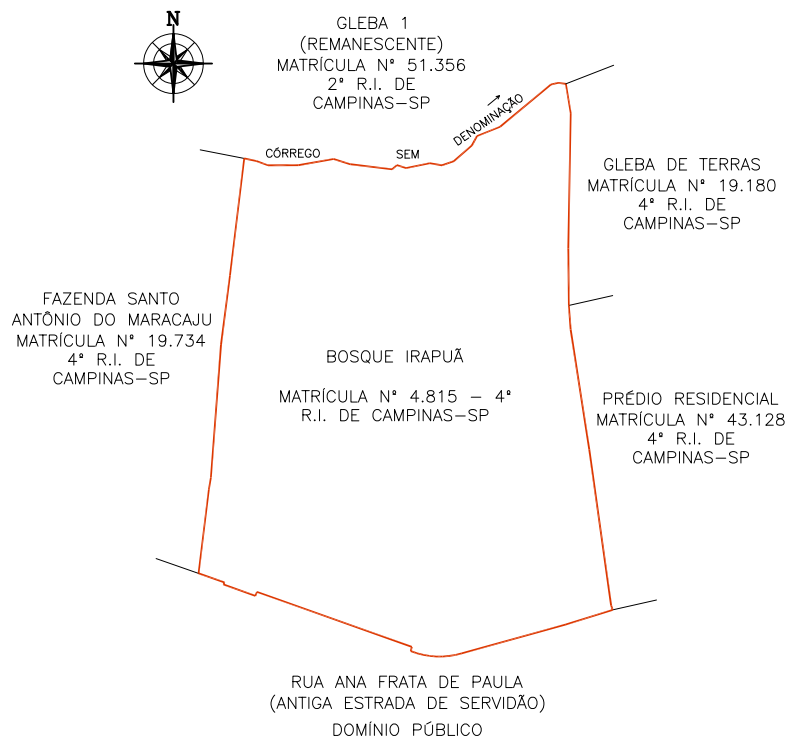 N
GLEBA 1
(REMANESCENTE)
MATRÍCULA Nº 51.356
2º R.I. DE
CAMPINAS-SP
CÓRREGO SEM DENOMINAÇÃO
GLEBA DE TERRAS
MATRÍCULA Nº 19.180
4º R.I. DE
CAMPINAS-SP
FAZENDA SANTO
ANTÔNIO DO MARACAJU
MATRÍCULA Nº 19.734
4º R.I. DE
CAMPINAS-SP
BOSQUE IRAPUÃ
MATRÍCULA Nº 4.815 - 4º
R.I. DE CAMPINAS-SP
PRÉDIO RESIDENCIAL
MATRÍCULA Nº 43.128
4º R.I. DE
CAMPINAS-SP
RUA ANA FRATA DE PAULA
(ANTIGA ESTRADA DE SERVIDÃO)
DOMÍNIO PÚBLICO